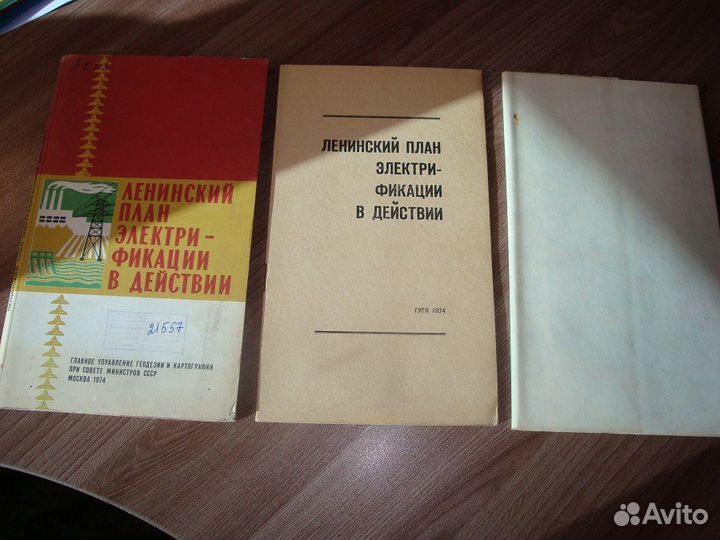 ЛЕНИНСКИЙ
ПЛАН
ЭЛЕКТРИ-
ФИКАЦИИ
В ДЕЙСТВИИ
21557
ГЛАВНОЕ УПРАВЛЕНИЕ ГЕОДЕЗИИ И КАРТОГРАФИИ
ПРИ СОВЕТЕ МИНИСТРОВ СССР
МОСКВА 1974
ЛЕНИНСКИЙ ПЛАН
ЭЛЕКТРИ-
ФИКАЦИИ
В ДЕЙСТВИИ
ГУГК 1974
Avito